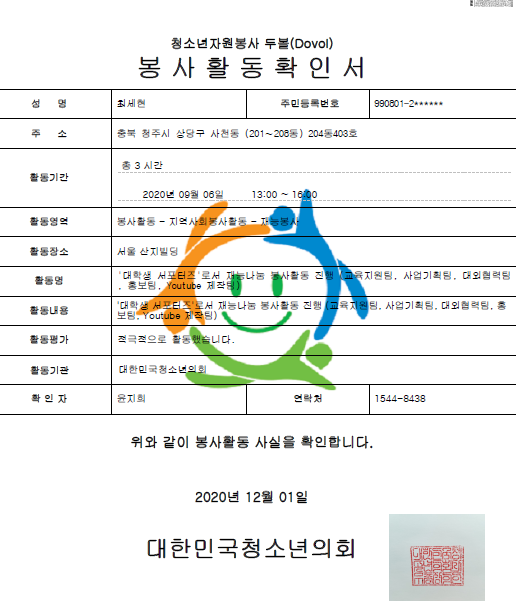 청소년자원봉사 두볼(Dovol)
봉 사 활 동 확 인 서
성 명 최세현 주민등록번호 990801-2******
주 소 충북 청주시 상당구 사천동 (201~208동) 204동403호
활동기간 총 3 시간
2020년 09월 06일 13:00 ~ 16:00
활동영역 봉사활동 - 지역사회봉사활동 - 재능봉사
활동장소 서울 산지빌딩
활동명 '대학생 서포터즈'로서 재능나눔 봉사활동 진행 (교육지원팀, 사업기획팀, 대외협력팀
, 홍보팀, Youtube 제작팀)
활동내용 '대학생 서포터즈'로서 재능나눔 봉사활동 진행 (교육지원팀, 사업기획팀, 대외협력팀, 홍
보팀, Youtube 제작팀)
활동평가 적극적으로 활동했습니다.
활동기관 대한민국청소년의회
확 인 자 윤지희 연락처 1544-8438
위와 같이 봉사활동 사실을 확인합니다.
2020년 12월 01일
대한민국청소년의회